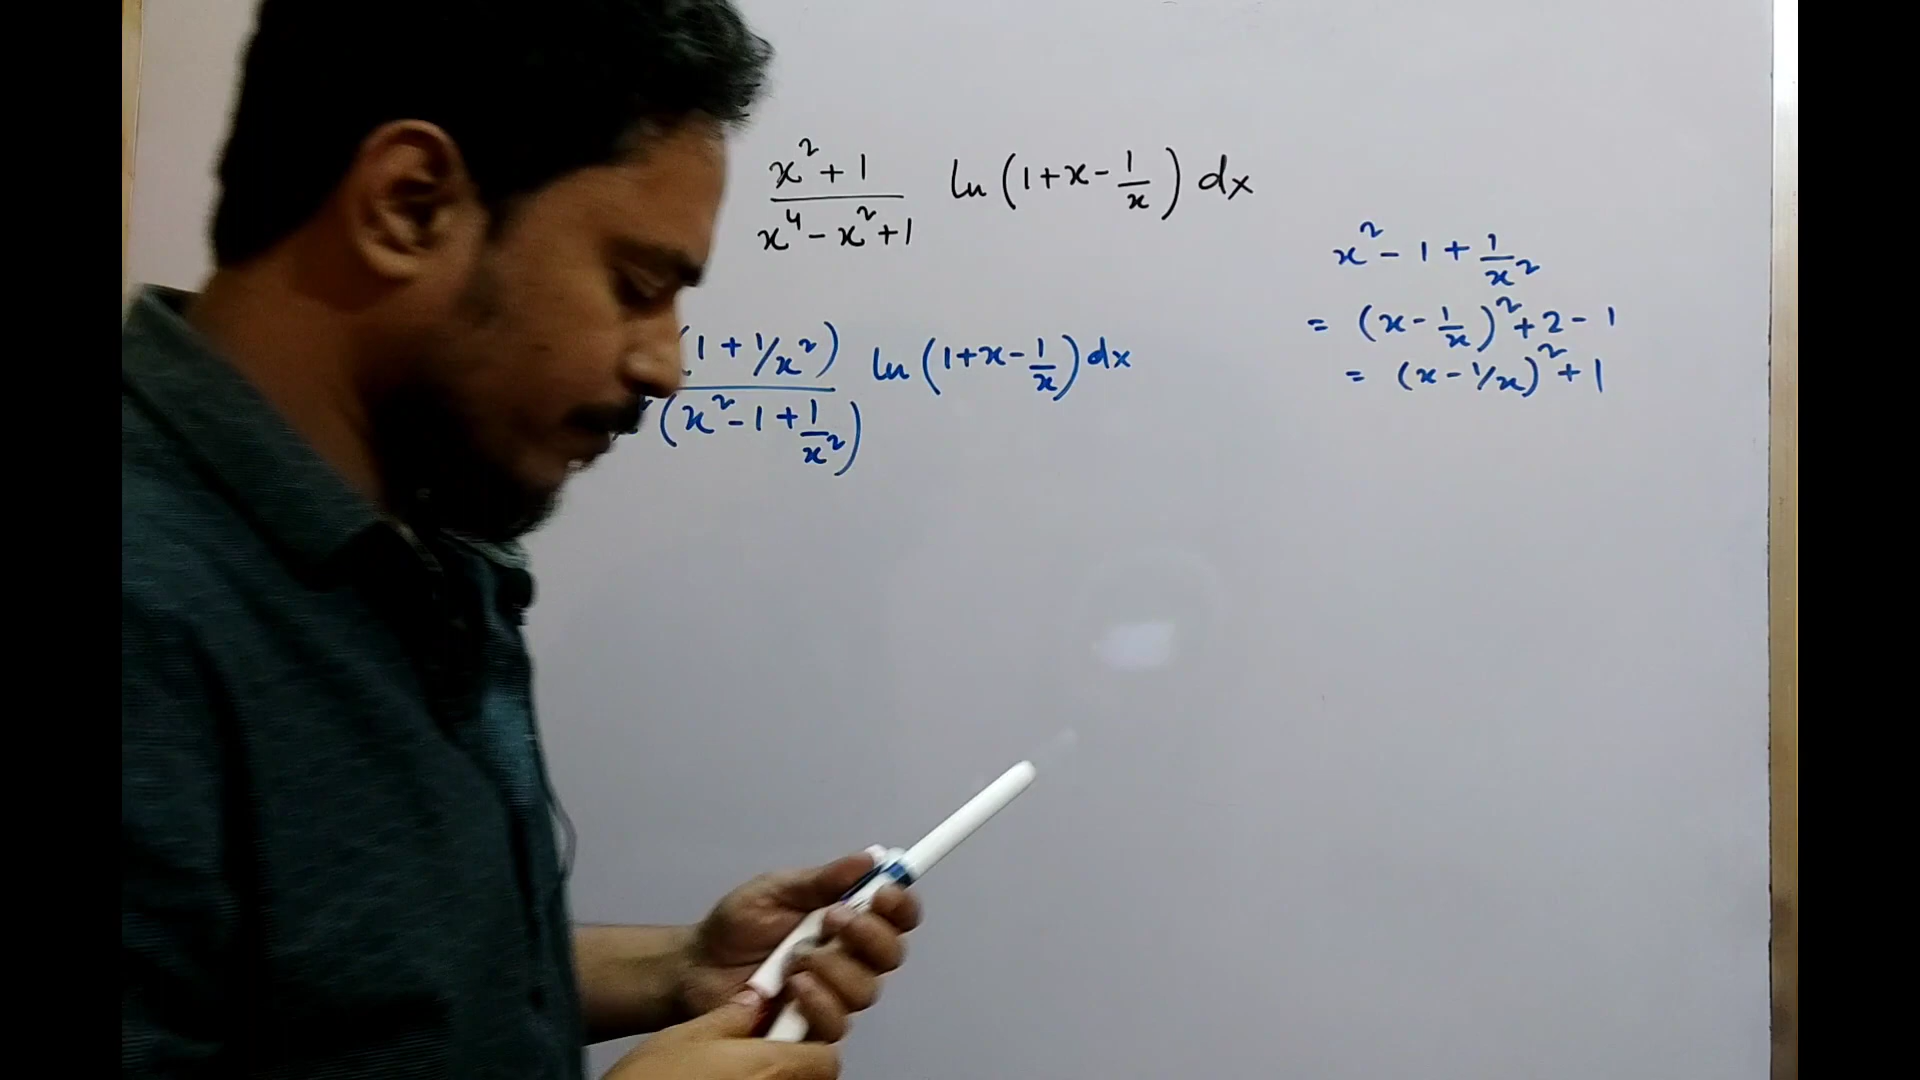 x² + 1 / x⁴ - x² + 1 ln (1 + x - 1/x) dx
(1 + 1/x²) / (x² - 1 + 1/x²) ln (1 + x - 1/x) dx
x² - 1 + 1/x²
= (x - 1/x)² + 2 - 1
= (x - 1/x)² + 1